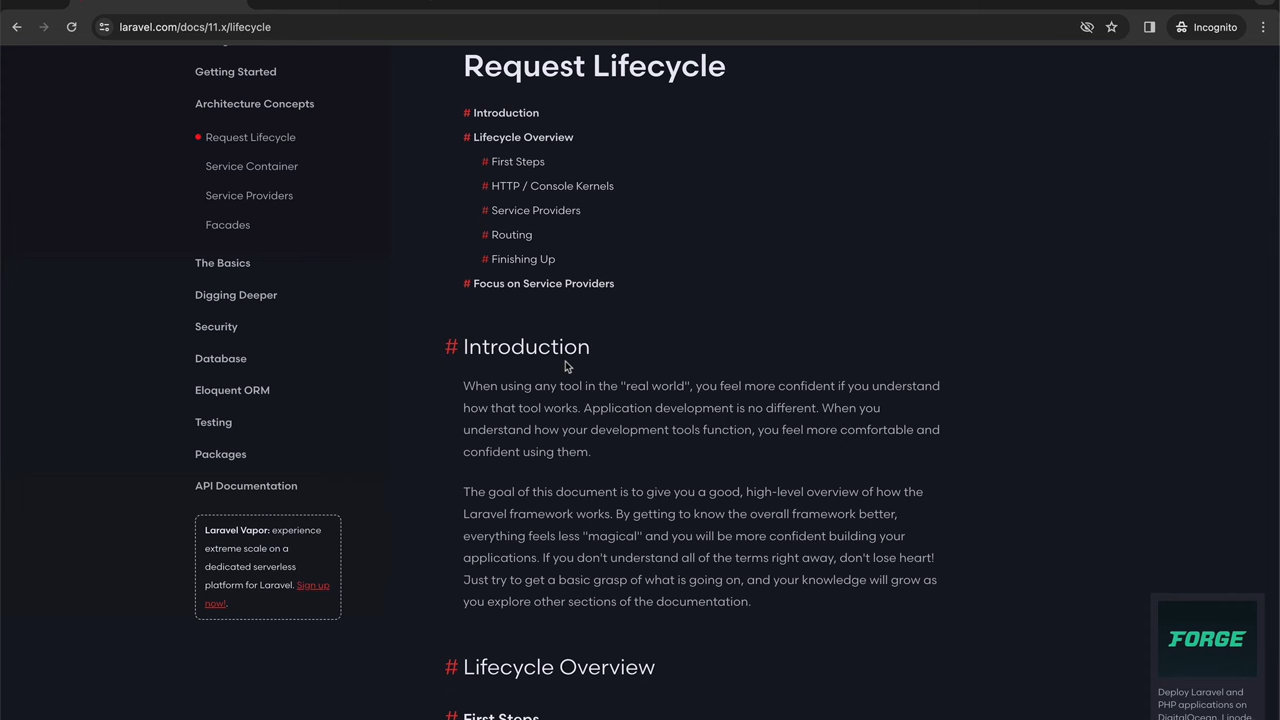 laravel.com/docs/11.x/lifecycle
Incognito
Getting Started
Architecture Concepts
Request Lifecycle
Service Container
Service Providers
Facades
The Basics
Digging Deeper
Security
Database
Eloquent ORM
Testing
Packages
API Documentation
Laravel Vapor: experience
extreme scale on a
dedicated serverless
platform for Laravel. Sign up
now!.
Request Lifecycle
# Introduction
# Lifecycle Overview
# First Steps
# HTTP / Console Kernels
# Service Providers
# Routing
# Finishing Up
# Focus on Service Providers
# Introduction
When using any tool in the "real world", you feel more confident if you understand
how that tool works. Application development is no different. When you
understand how your development tools function, you feel more comfortable and
confident using them.
The goal of this document is to give you a good, high-level overview of how the
Laravel framework works. By getting to know the overall framework better,
everything feels less "magical" and you will be more confident building your
applications. If you don't understand all of the terms right away, don't lose heart!
Just try to get a basic grasp of what is going on, and your knowledge will grow as
you explore other sections of the documentation.
# Lifecycle Overview
# First Steps
FORGE
Deploy Laravel and
PHP applications on
DigitalOcean, Linode,